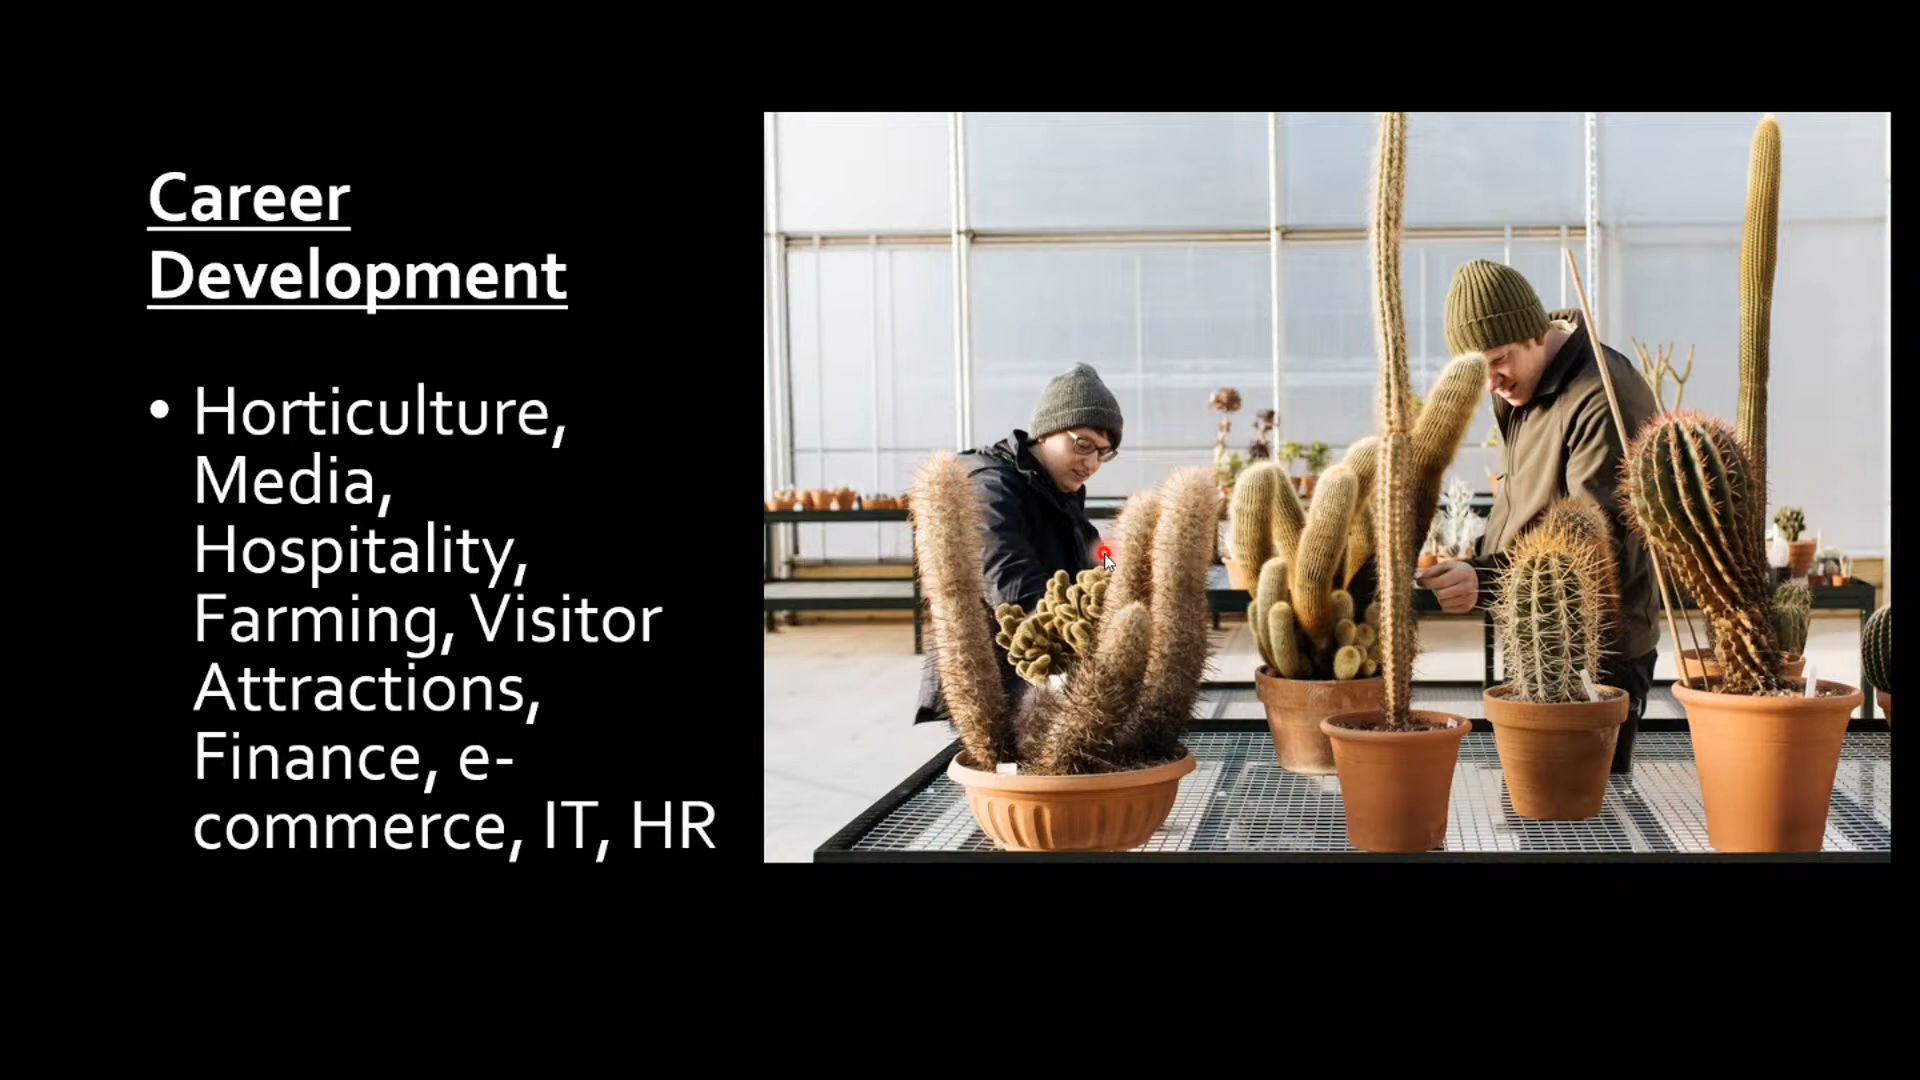 Career
Development
• Horticulture,
Media,
Hospitality,
Farming, Visitor
Attractions,
Finance, e-
commerce, IT, HR